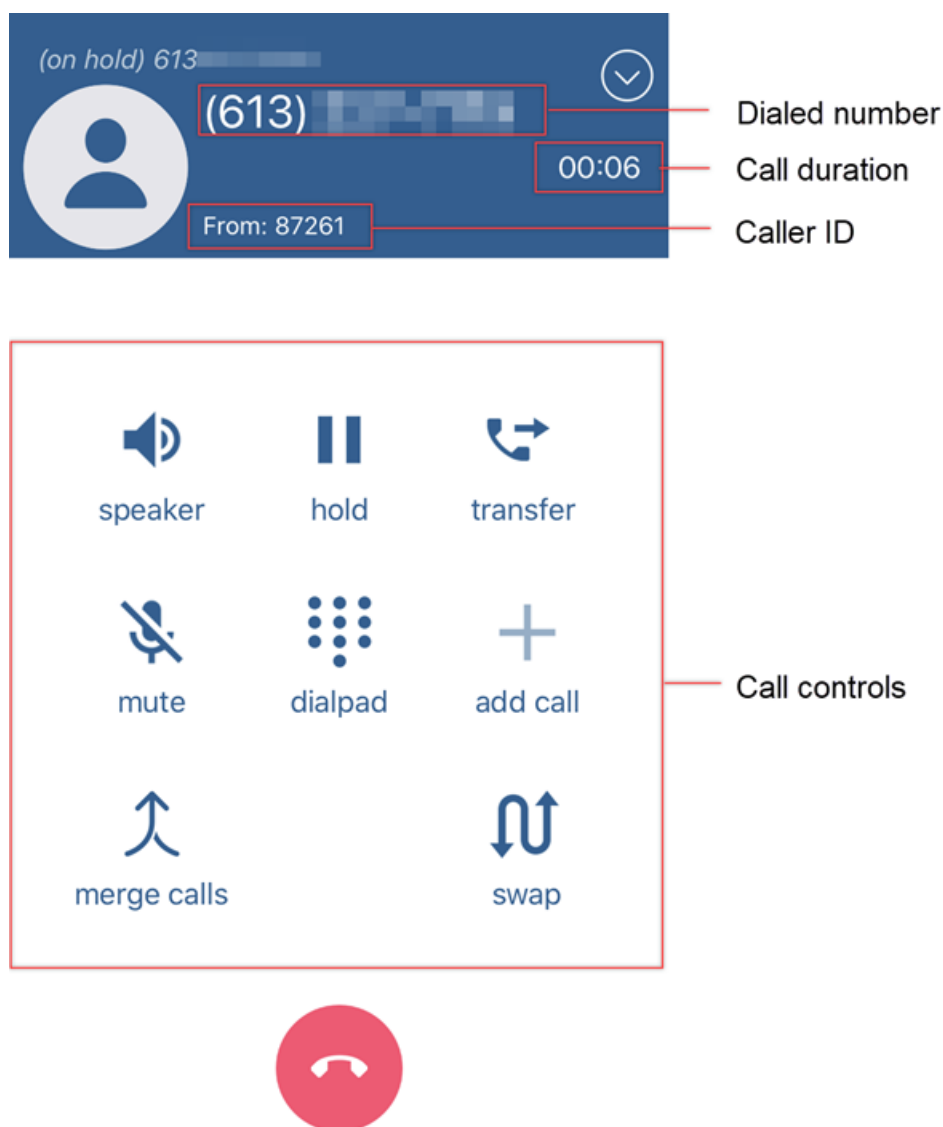 (on hold) 613
(613)
Dialed number
00:06
Call duration
From: 87261
Caller ID
speaker
hold
transfer
mute
dialpad
add call
Call controls
merge calls
swap